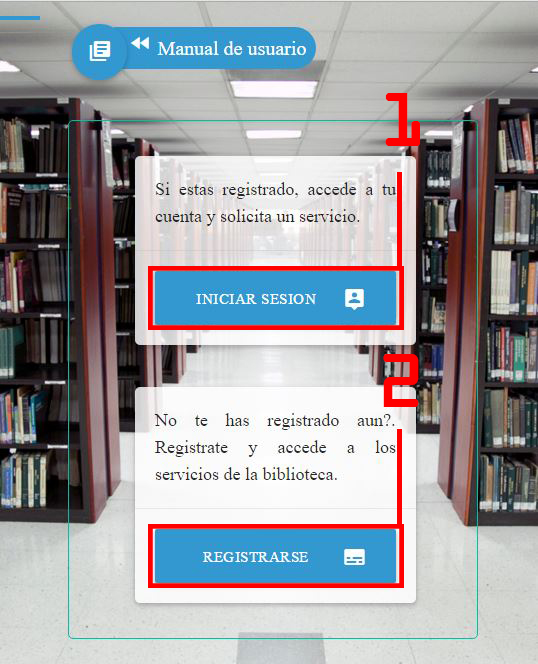 Manual de usuario
1
Si estas registrado, accede a tu
cuenta y solicita un servicio.
INICIAR SESION
2
No te has registrado aun?.
Registrate y accede a los
servicios de la biblioteca.
REGISTRARSE